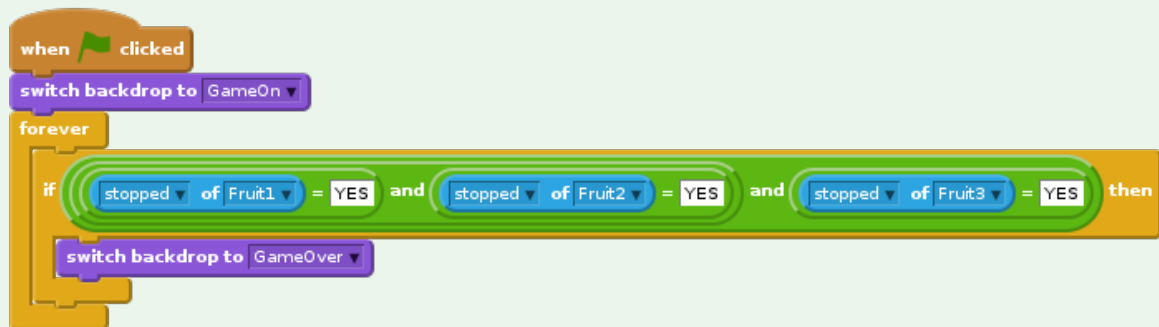 when clicked
switch backdrop to GameOn
forever
if stopped of Fruit1 = YES and stopped of Fruit2 = YES and stopped of Fruit3 = YES then
switch backdrop to GameOver